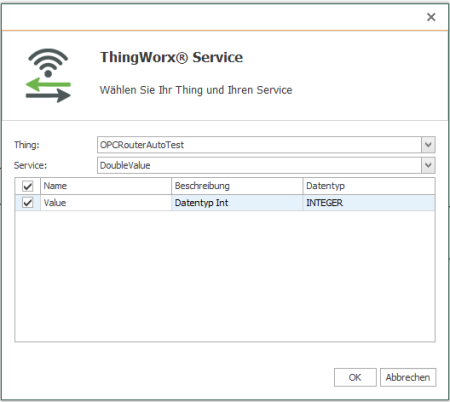 ThingWorx® Service
Wählen Sie Ihr Thing und Ihren Service
Thing: OPCRouterAutoTest
Service: DoubleValue
Name Beschreibung Datentyp
Value Datentyp Int INTEGER
OK Abbrechen